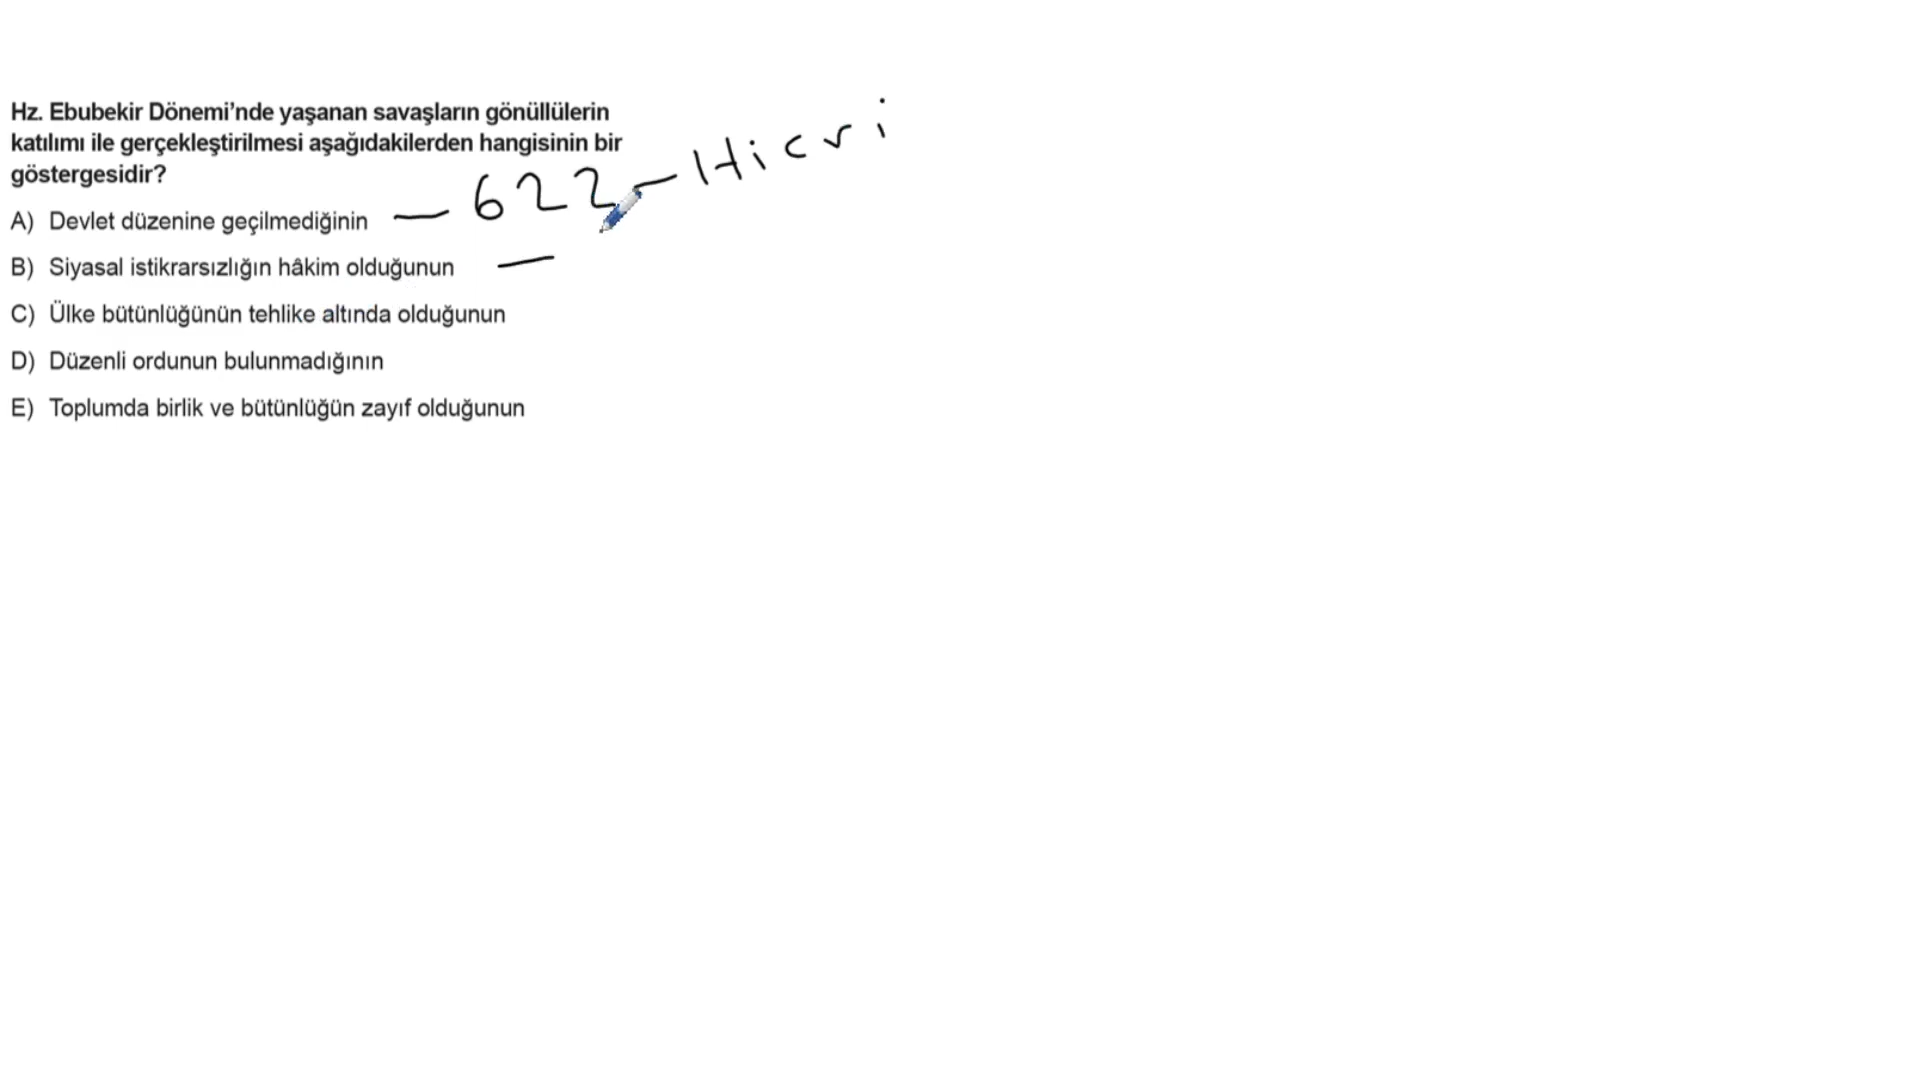 Hz. Ebubekir Dönemi’nde yaşanan savaşların gönüllülerin
katılımı ile gerçekleştirilmesi aşağıdakilerden hangisinin bir
göstergesidir?
A) Devlet düzenine geçilmediğinin — 622 – Hicri
B) Siyasal istikrarsızlığın hâkim olduğunun —
C) Ülke bütünlüğünün tehlike altında olduğunun
D) Düzenli ordunun bulunmadığının
E) Toplumda birlik ve bütünlüğün zayıf olduğunun